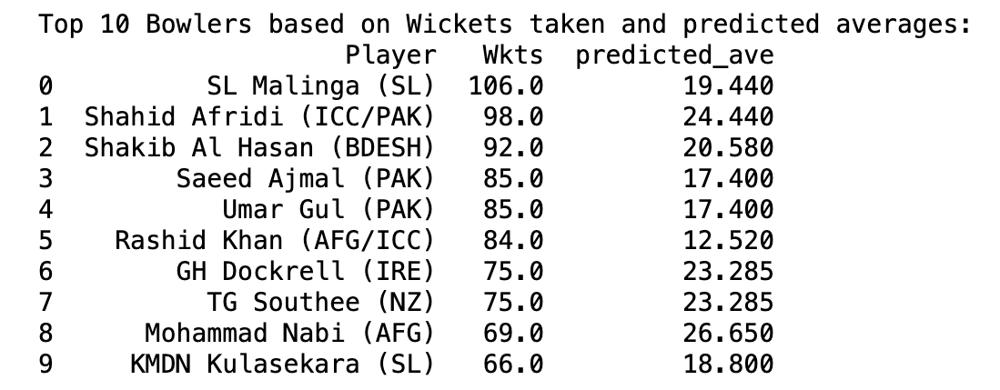 Top 10 Bowlers based on Wickets taken and predicted averages:
Player Wkts predicted_ave
0 SL Malinga (SL) 106.0 19.440
1 Shahid Afridi (ICC/PAK) 98.0 24.440
2 Shakib Al Hasan (BDESH) 92.0 20.580
3 Saeed Ajmal (PAK) 85.0 17.400
4 Umar Gul (PAK) 85.0 17.400
5 Rashid Khan (AFG/ICC) 84.0 12.520
6 GH Dockrell (IRE) 75.0 23.285
7 TG Southee (NZ) 75.0 23.285
8 Mohammad Nabi (AFG) 69.0 26.650
9 KMDN Kulasekara (SL) 66.0 18.800